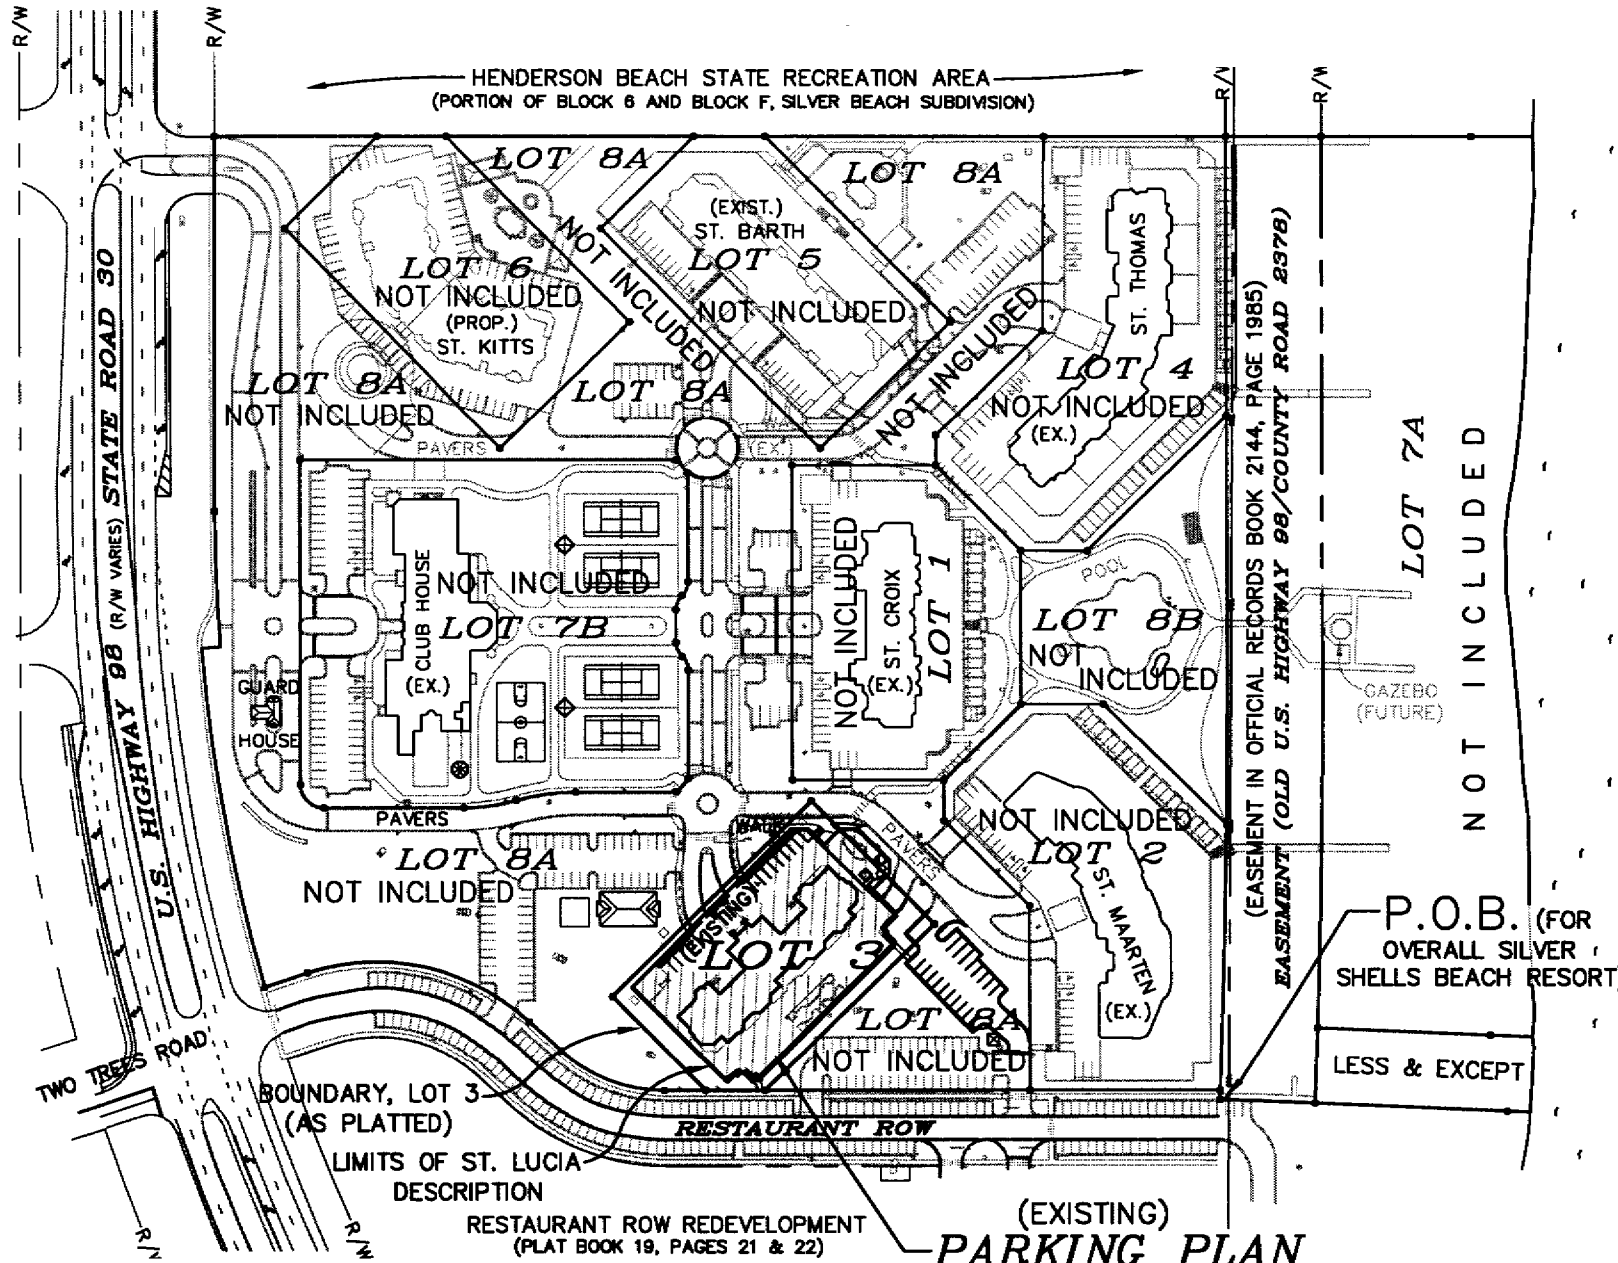 R/W
R/W
HENDERSON BEACH STATE RECREATION AREA
(PORTION OF BLOCK 6 AND BLOCK F, SILVER BEACH SUBDIVISION)
R/W
R/W
LOT 8A
LOT 8A
NOT INCLUDED
(EXIST.)
ST. BARTH
LOT 5
NOT INCLUDED
LOT 6
NOT INCLUDED
(PROP.)
ST. KITTS
ST. THOMAS
LOT 4
NOT INCLUDED
(EX.)
NOT INCLUDED
LOT 8A
NOT INCLUDED
LOT 8A
PAVERS
(EX.)
U.S. HIGHWAY 98 (R/W VARIES) STATE ROAD 30
CLUB HOUSE
(EX.)
NOT INCLUDED
LOT 7B
GUARD
HOUSE
NOT INCLUDED
ST. CROIX
(EX.)
LOT 1
POOL
LOT 8B
NOT
INCLUDED
(EASEMENT IN OFFICIAL RECORDS BOOK 2144, PAGE 1985)
EASEMENT (OLD U.S. HIGHWAY 98/COUNTY ROAD 2378)
LOT 7A
NOT INCLUDED
GAZEBO
(FUTURE)
PAVERS
WALK
PAVERS
LOT 8A
NOT INCLUDED
NOT INCLUDED
LOT 2
ST. MAARTEN
(EX.)
(EXISTING)
LOT 3
LOT 8A
NOT INCLUDED
P.O.B. (FOR
OVERALL SILVER
SHELLS BEACH RESORT)
LESS & EXCEPT
TWO TREES ROAD
BOUNDARY, LOT 3
(AS PLATTED)
RESTAURANT ROW
LIMITS OF ST. LUCIA
DESCRIPTION
RESTAURANT ROW REDEVELOPMENT
(PLAT BOOK 19, PAGES 21 & 22)
(EXISTING)
PARKING PLAN
R/W
R/W